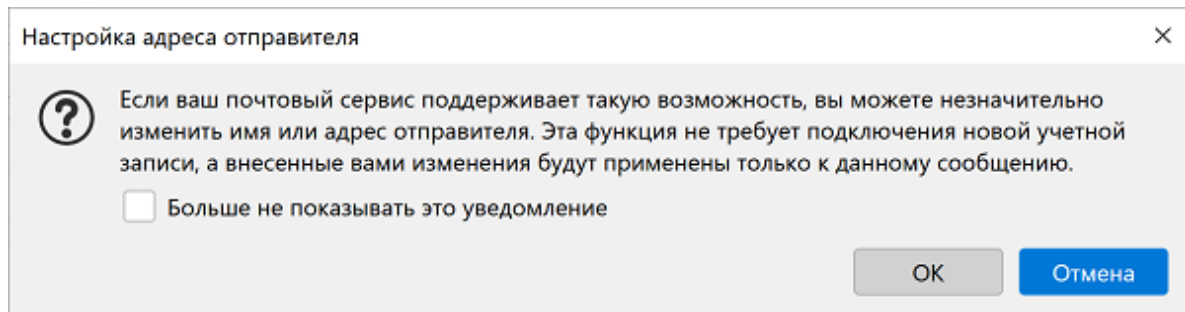 Настройка адреса отправителя
Если ваш почтовый сервис поддерживает такую возможность, вы можете незначительно
изменить имя или адрес отправителя. Эта функция не требует подключения новой учетной
записи, а внесенные вами изменения будут применены только к данному сообщению.
Больше не показывать это уведомление
ОК
Отмена